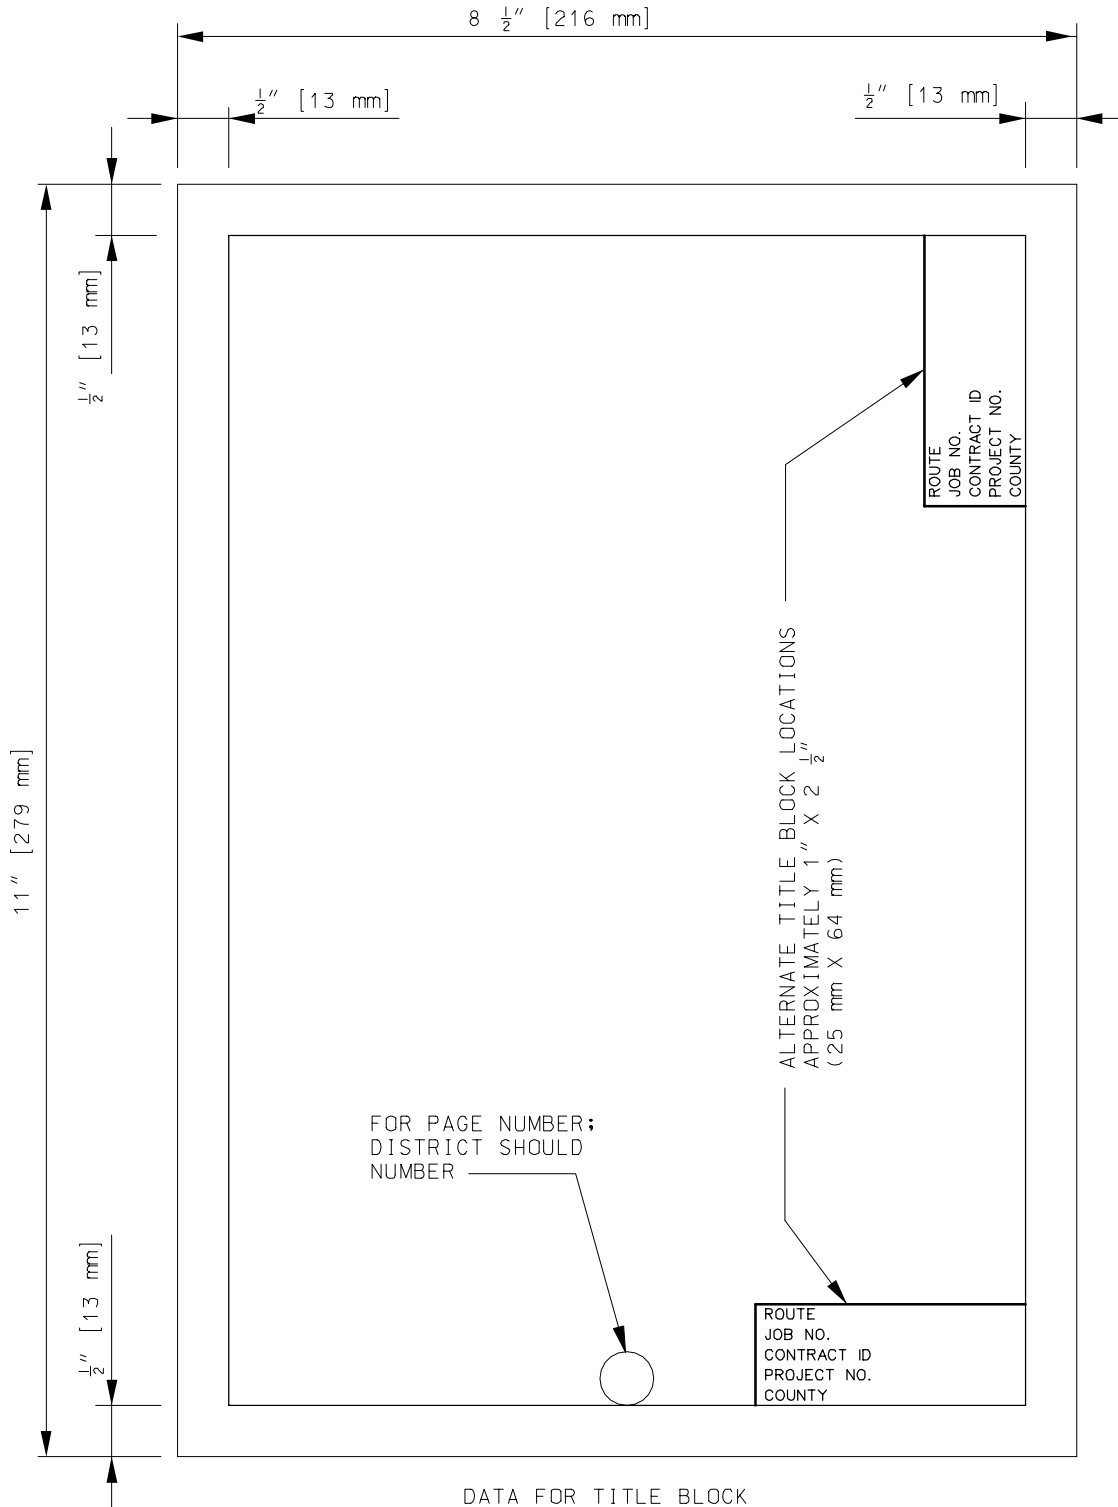 8 ½" [216 mm]
½" [13 mm]
½" [13 mm]
½" [13 mm]
11" [279 mm]
ROUTE
JOB NO.
CONTRACT ID
PROJECT NO.
COUNTY
ALTERNATE TITLE BLOCK LOCATIONS
APPROXIMATELY 1" X 2 ½"
(25 mm X 64 mm)
FOR PAGE NUMBER;
DISTRICT SHOULD
NUMBER
½" [13 mm]
ROUTE
JOB NO.
CONTRACT ID
PROJECT NO.
COUNTY
DATA FOR TITLE BLOCK